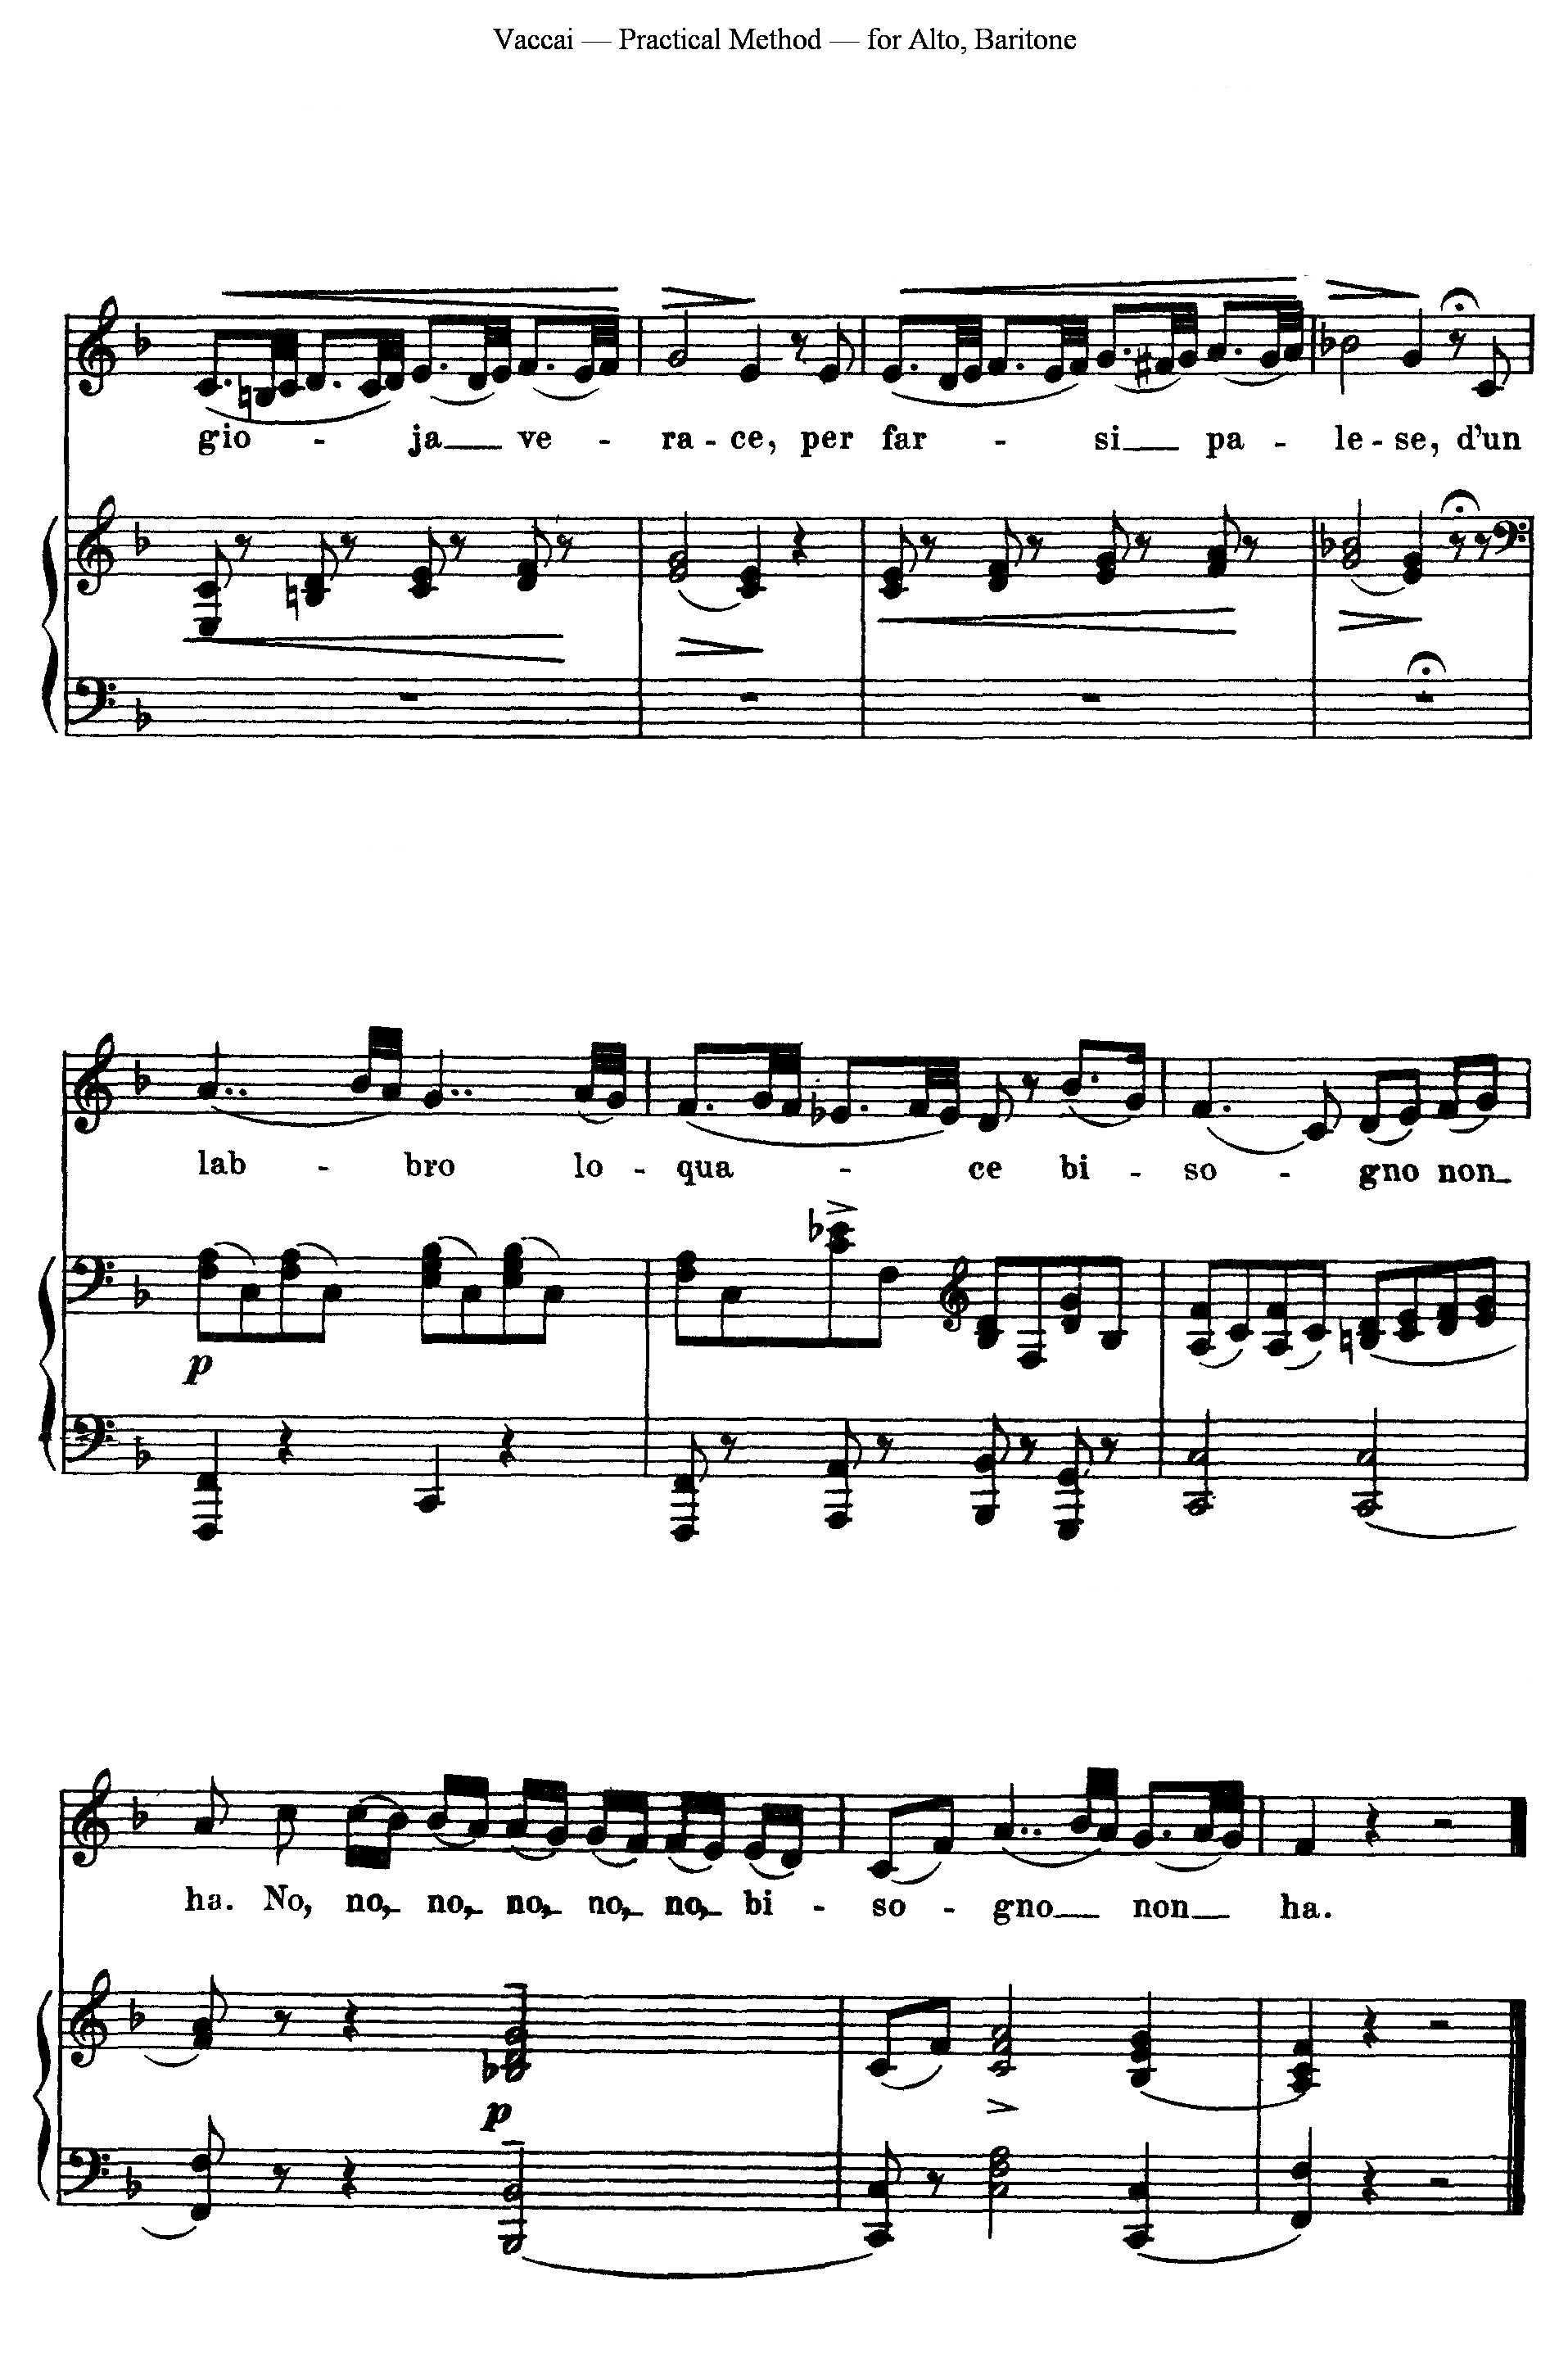 Vaccai — Practical Method — for Alto, Baritone
gio - ja ve - ra - ce, per far - si pa - le - se, d'un
lab - bro lo - qua - ce bi - so - gno non
p
ha. No, no, no, no, no, no, bi - so - gno non ha.
p